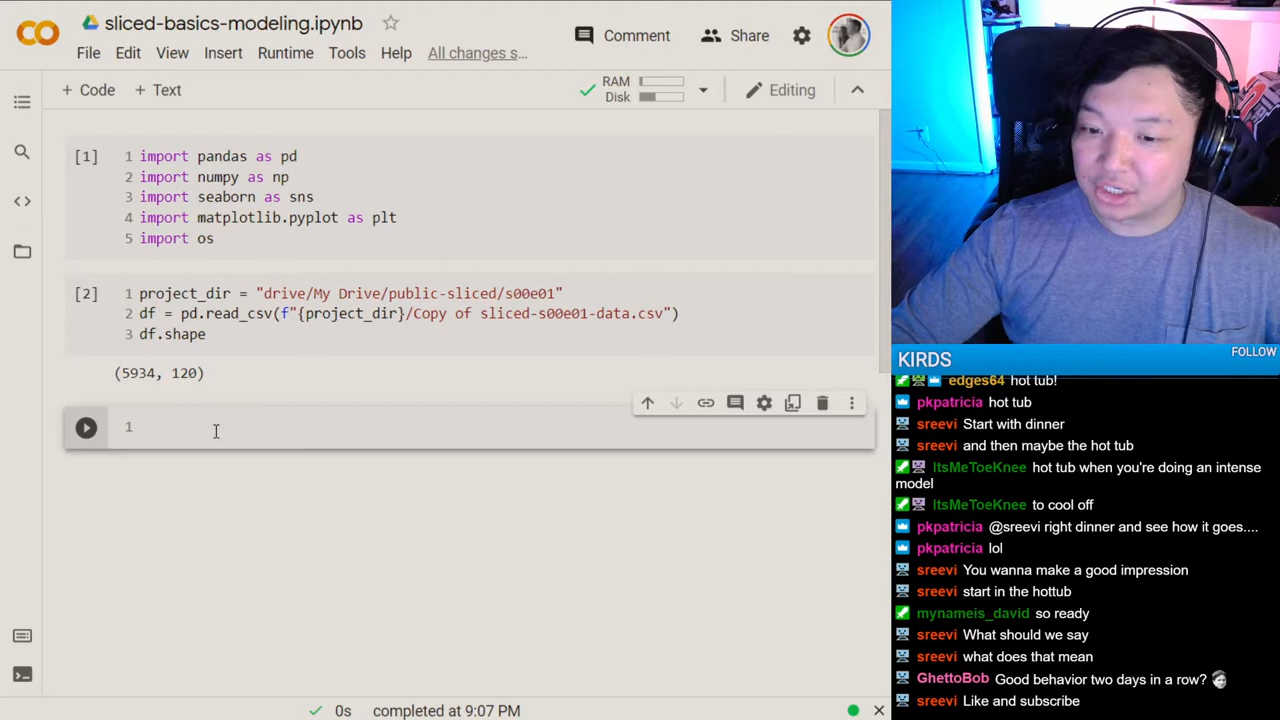 sliced-basics-modeling.ipynb
File Edit View Insert Runtime Tools Help All changes s…
Comment Share
+ Code + Text
RAM
Disk
Editing
[1] 1 import pandas as pd
2 import numpy as np
3 import seaborn as sns
4 import matplotlib.pyplot as plt
5 import os
[2] 1 project_dir = "drive/My Drive/public-sliced/s00e01"
2 df = pd.read_csv(f"{project_dir}/Copy of sliced-s00e01-data.csv")
3 df.shape
(5934, 120)
1
0s completed at 9:07 PM
KIRDS FOLLOW
edges64 hot tub!
pkpatricia hot tub
sreevi Start with dinner
sreevi and then maybe the hot tub
ItsMeToeKnee hot tub when you're doing an intense
model
ItsMeToeKnee to cool off
pkpatricia @sreevi right dinner and see how it goes....
pkpatricia lol
sreevi You wanna make a good impression
sreevi start in the hottub
mynameis_david so ready
sreevi What should we say
sreevi what does that mean
GhettoBob Good behavior two days in a row?
sreevi Like and subscribe